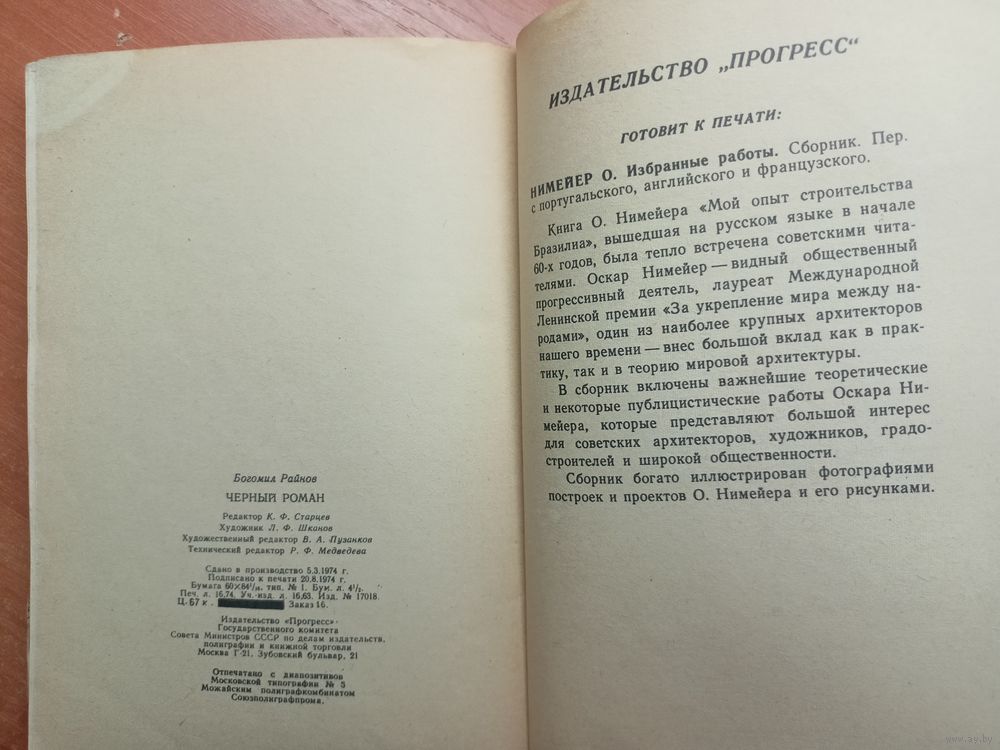 Богомил Райнов
ЧЕРНЫЙ РОМАН
Редактор К. Ф. Старцев
Художник Л. Ф. Шканов
Художественный редактор В. А. Пузанков
Технический редактор Р. Ф. Медведева
Сдано в производство 5.3.1974 г.
Подписано к печати 20.8.1974 г.
Бумага 60×84¹/₁₆ тип. № 1. Бум. л. 4¹/₂.
Печ. л. 16,74. Уч.-изд. л. 16,63. Изд. № 17018.
Ц. 67 к. Заказ 16.
Издательство «Прогресс»
Государственного комитета
Совета Министров СССР по делам издательств,
полиграфии и книжной торговли
Москва Г-21, Зубовский бульвар, 21
Отпечатано с диапозитивов
Московской типографии № 5
Можайским полиграфкомбинатом
Союзполиграфпрома.
ИЗДАТЕЛЬСТВО „ПРОГРЕСС“
ГОТОВИТ К ПЕЧАТИ:
НИМЕЙЕР О. Избранные работы. Сборник. Пер.
с португальского, английского и французского.
Книга О. Нимейера «Мой опыт строительства
Бразилиа», вышедшая на русском языке в начале
60-х годов, была тепло встречена советскими чита-
телями. Оскар Нимейер — видный общественный
прогрессивный деятель, лауреат Международной
Ленинской премии «За укрепление мира между на-
родами», один из наиболее крупных архитекторов
нашего времени — внес большой вклад как в прак-
тику, так и в теорию мировой архитектуры.
В сборник включены важнейшие теоретические
и некоторые публицистические работы Оскара Ни-
мейера, которые представляют большой интерес
для советских архитекторов, художников, градо-
строителей и широкой общественности.
Сборник богато иллюстрирован фотографиями
построек и проектов О. Нимейера и его рисунками.
www.ay.by